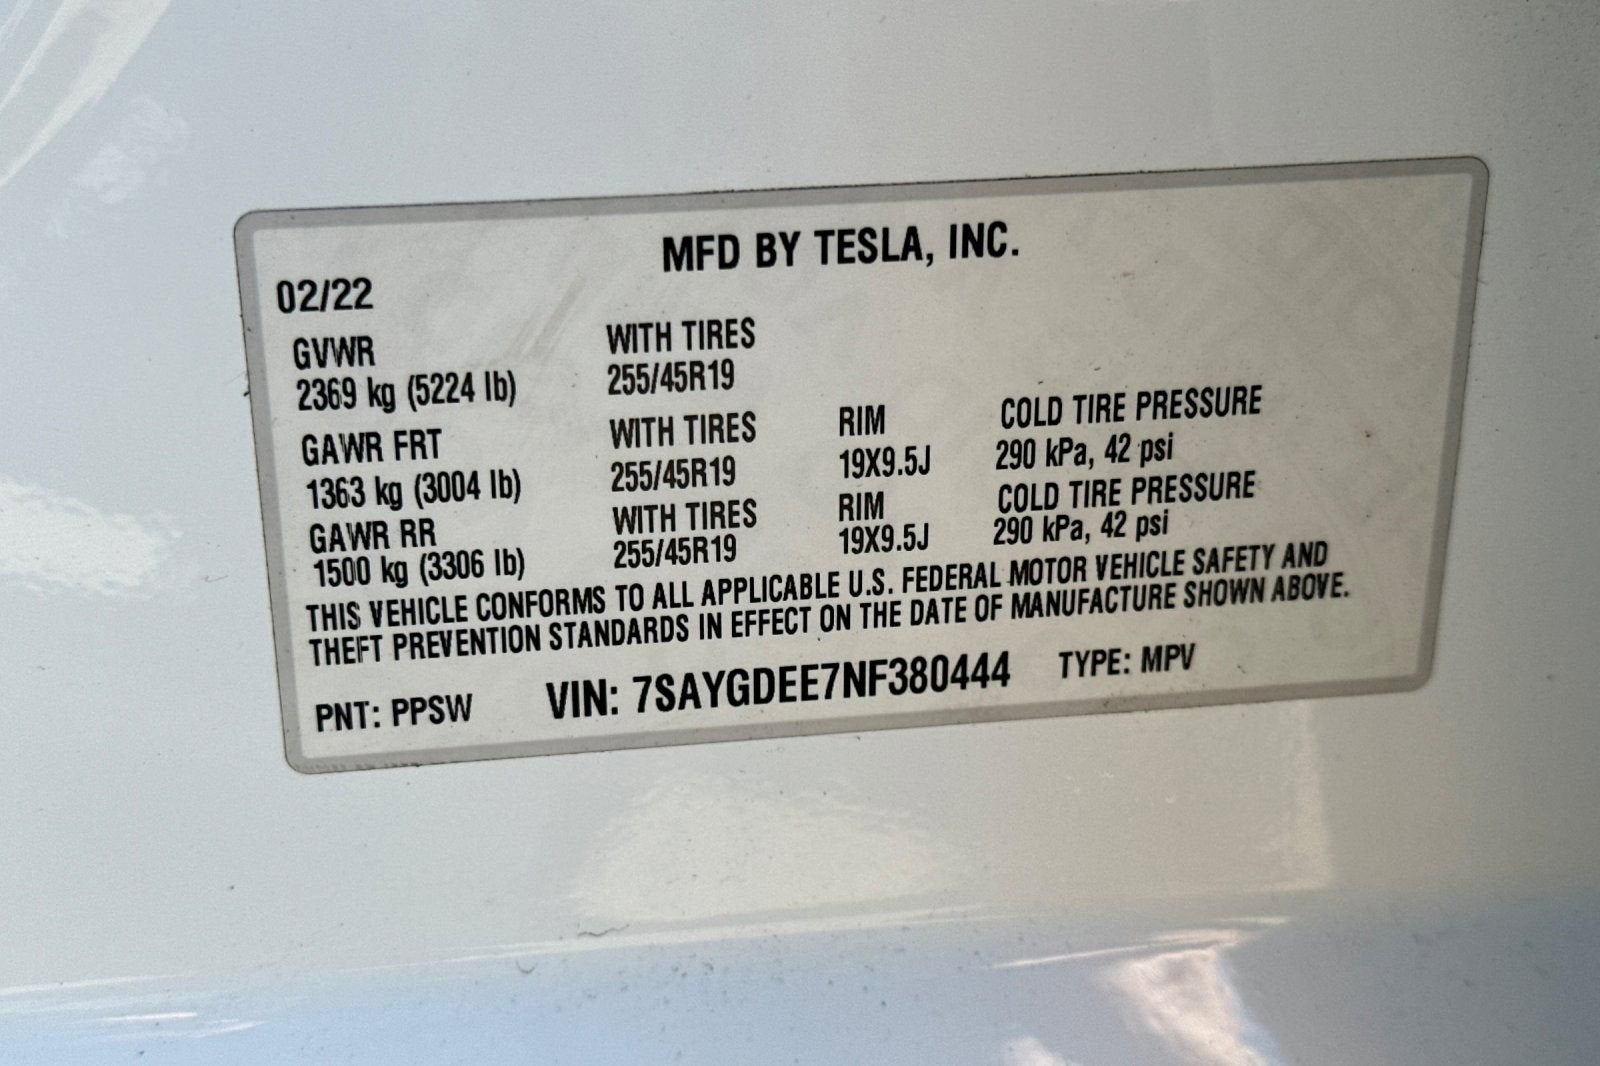 MFD BY TESLA, INC.
02/22
GVWR WITH TIRES
2369 kg (5224 lb) 255/45R19
GAWR FRT WITH TIRES RIM COLD TIRE PRESSURE
1363 kg (3004 lb) 255/45R19 19X9.5J 290 kPa, 42 psi
GAWR RR WITH TIRES RIM COLD TIRE PRESSURE
1500 kg (3306 lb) 255/45R19 19X9.5J 290 kPa, 42 psi
THIS VEHICLE CONFORMS TO ALL APPLICABLE U.S. FEDERAL MOTOR VEHICLE SAFETY AND
THEFT PREVENTION STANDARDS IN EFFECT ON THE DATE OF MANUFACTURE SHOWN ABOVE.
PNT: PPSW VIN: 7SAYGDEE7NF380444 TYPE: MPV